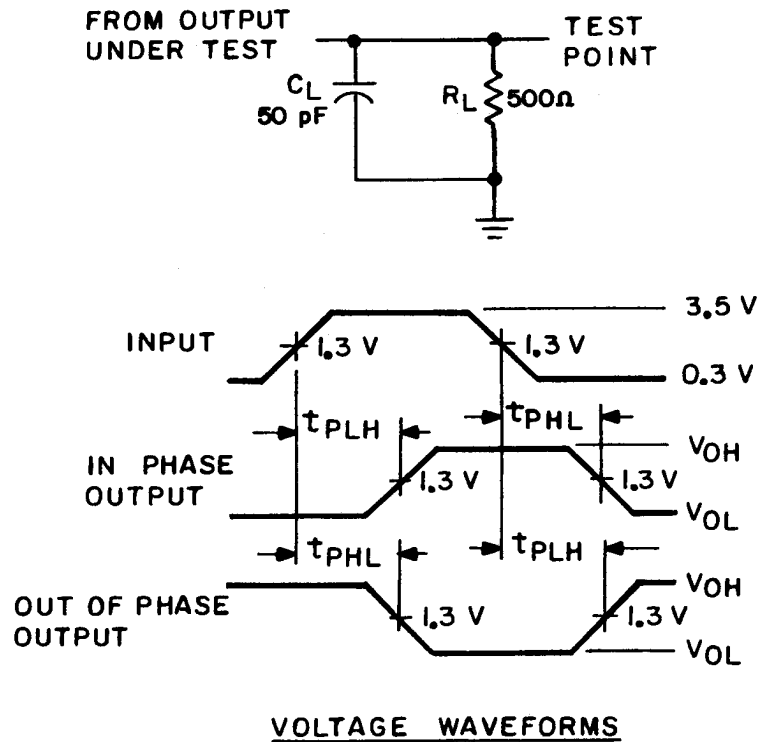 FROM OUTPUT
UNDER TEST
TEST
POINT
CL
50 pF
RL
500Ω
INPUT
1.3 V
1.3 V
3.5 V
0.3 V
tPLH
tPHL
IN PHASE
OUTPUT
1.3 V
1.3 V
VOH
VOL
tPHL
tPLH
OUT OF PHASE
OUTPUT
1.3 V
1.3 V
VOH
VOL
VOLTAGE WAVEFORMS